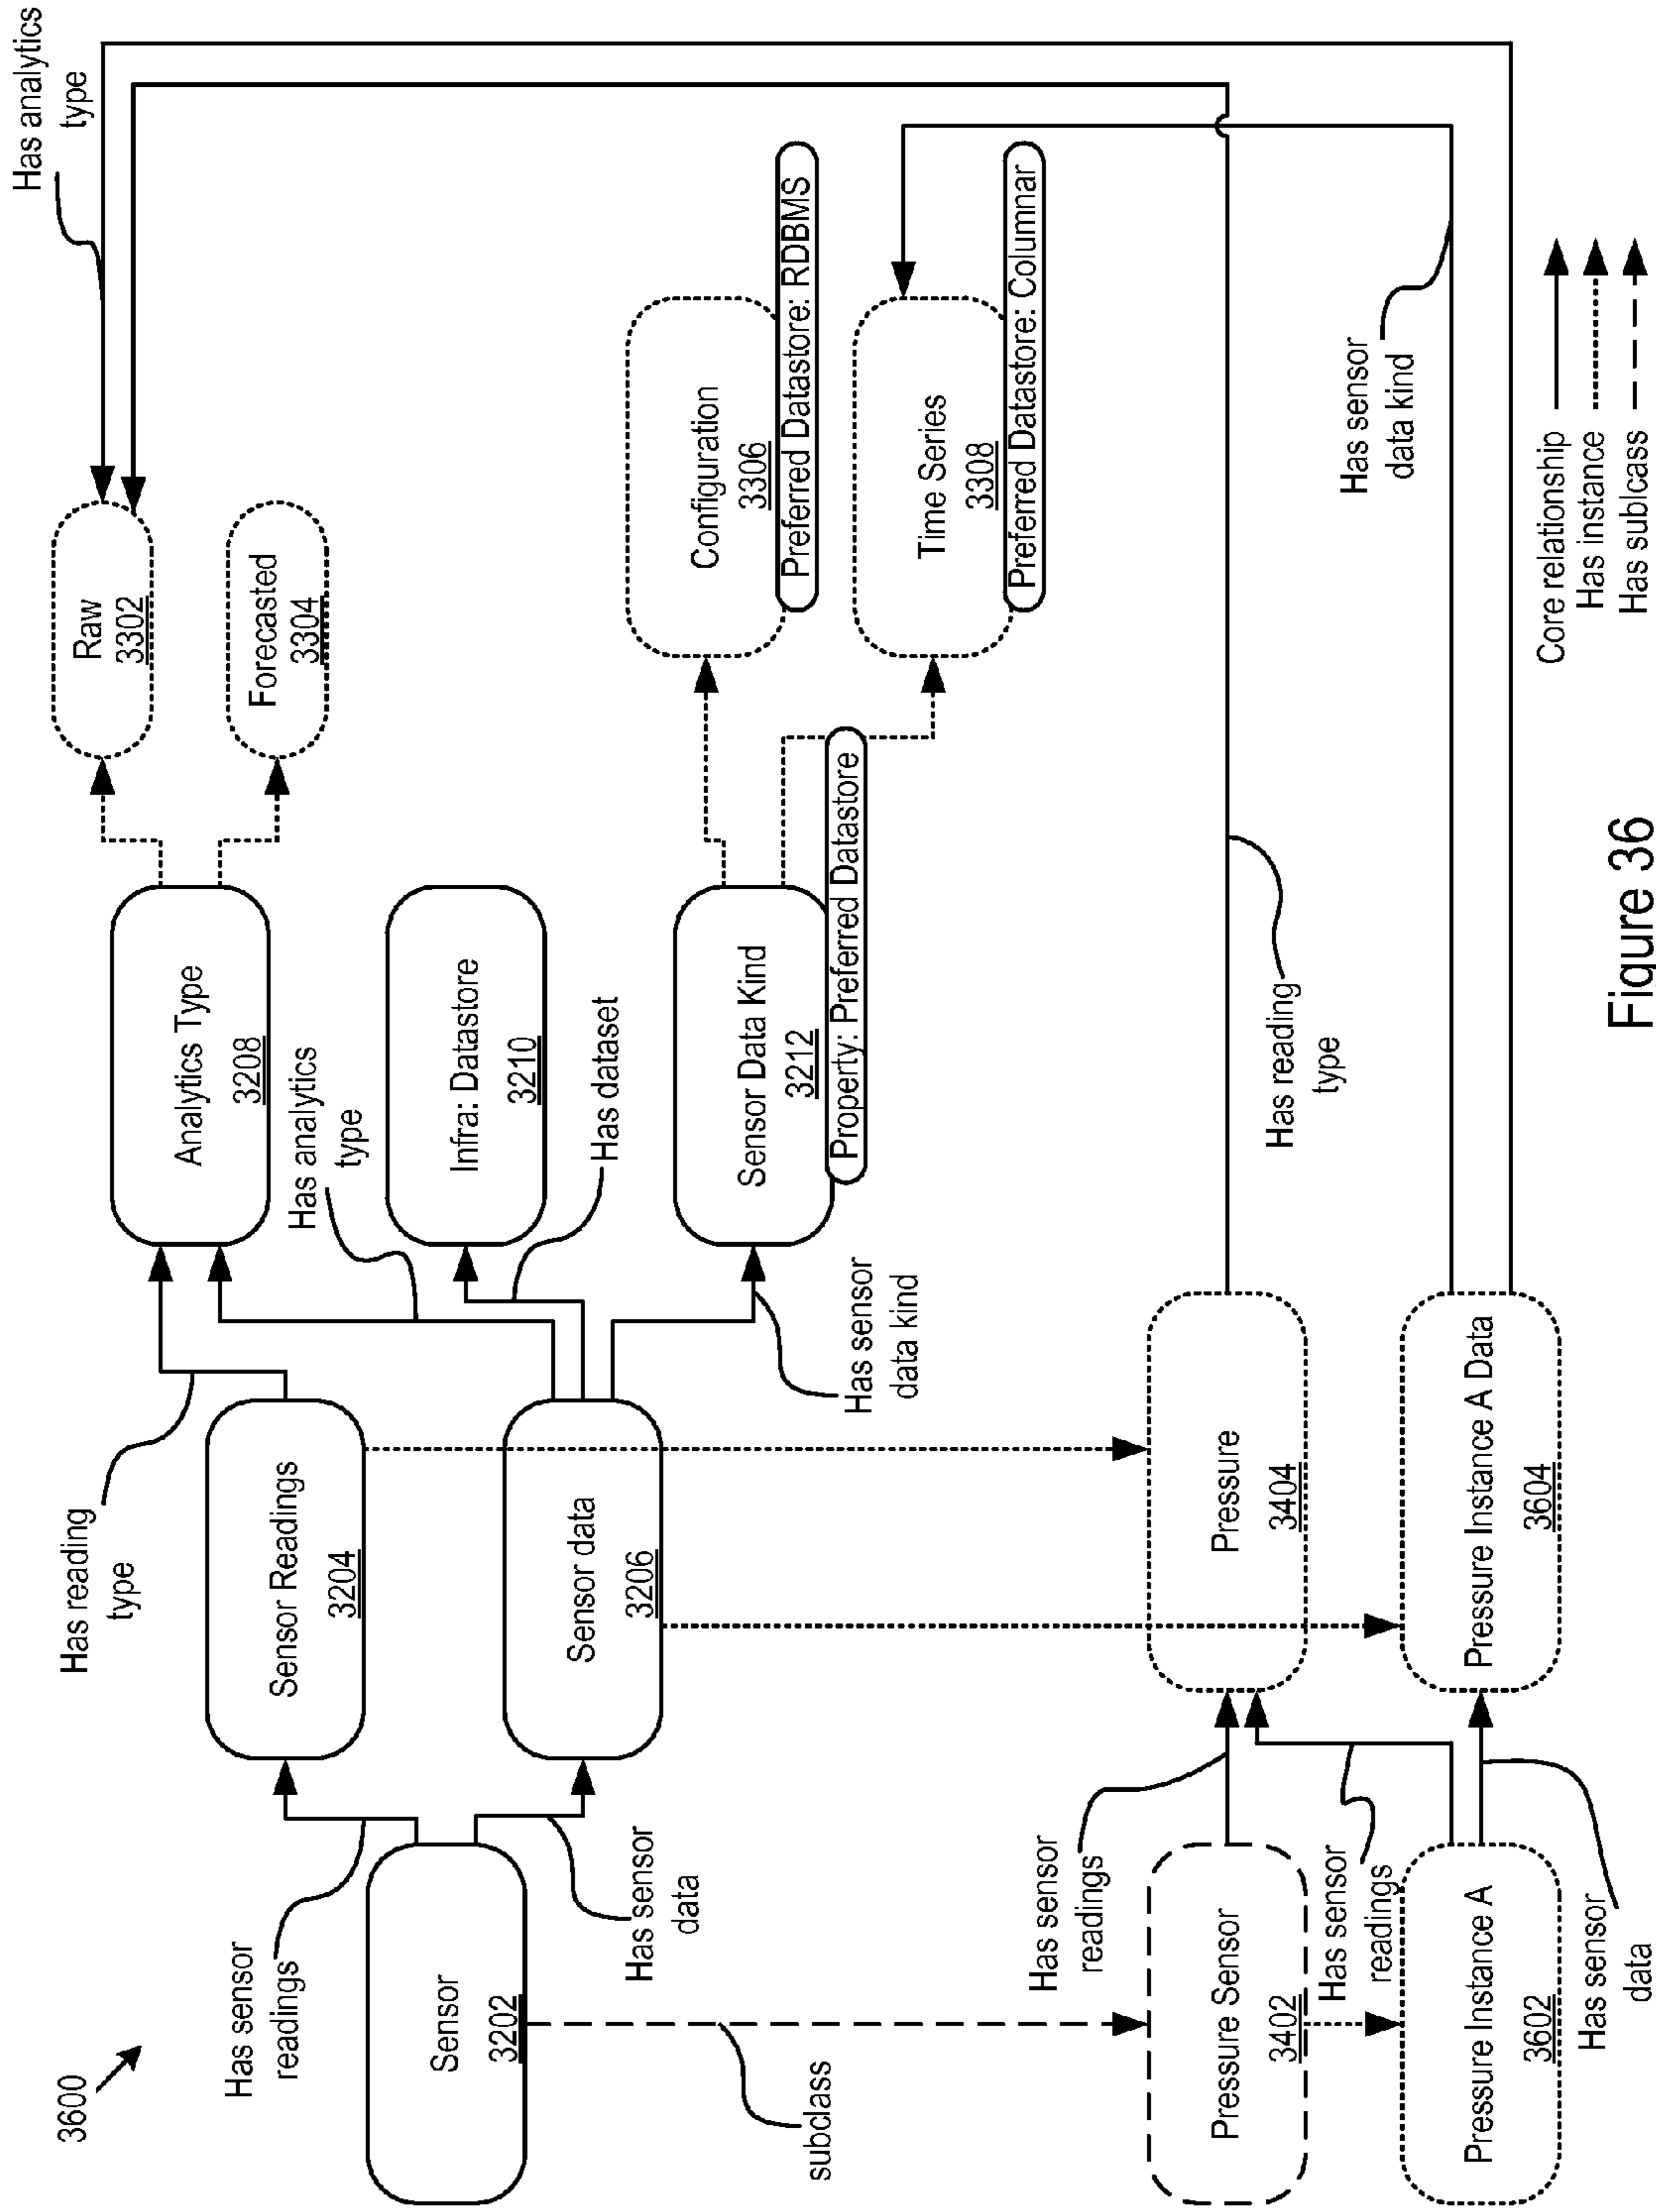 3600
Sensor
3202
Has sensor
readings
Has sensor
data
subclass
Sensor Readings
3204
Sensor data
3206
Has reading
type
Has analytics
type
Has dataset
Has sensor
data kind
Analytics Type
3208
Infra: Datastore
3210
Sensor Data Kind
3212
Property: Preferred Datastore
Raw
3302
Forecasted
3304
Configuration
3306
Preferred Datastore: RDBMS
Time Series
3308
Preferred Datastore: Columnar
Has analytics
type
Pressure Sensor
3402
Has sensor
readings
Pressure
3404
Has reading
type
Has sensor
readings
Pressure Instance A
3602
Has sensor
data
Pressure Instance A Data
3604
Has sensor
data kind
Core relationship
Has instance
Has sublcass
Figure 36